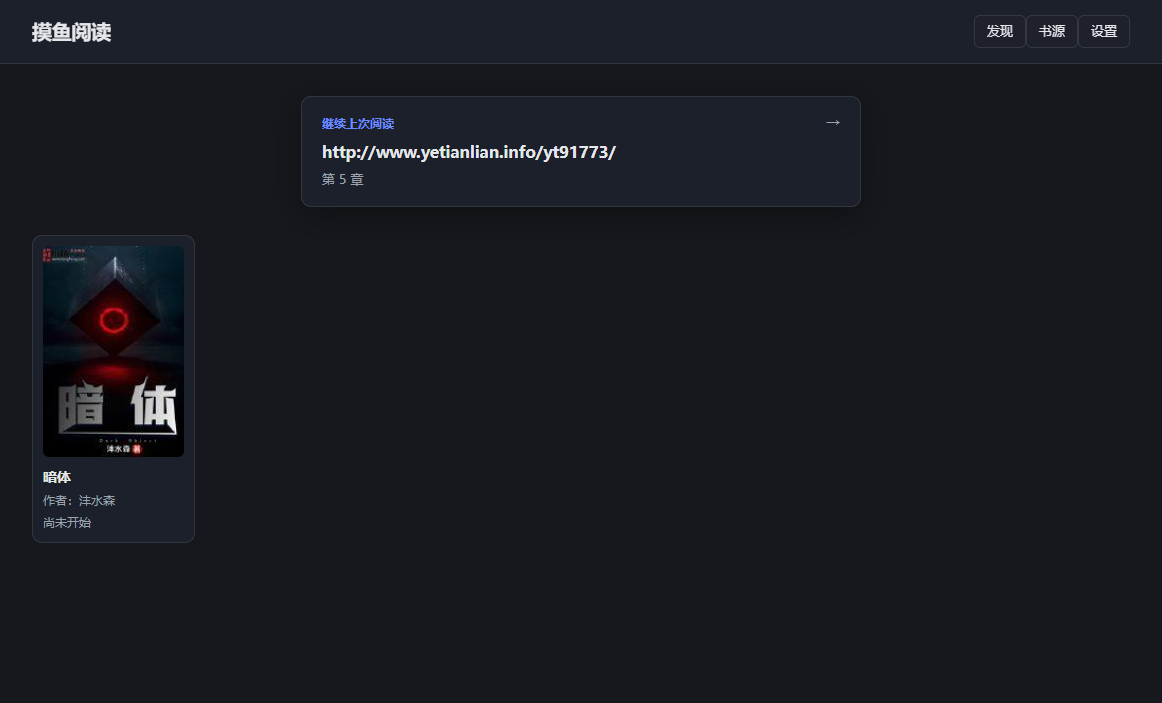 摸鱼阅读
发现 书源 设置
继续上次阅读 →
http://www.yetianlian.info/yt91773/
第 5 章
暗 体
Dark Object
沣水森 著
暗体
作者：沣水森
尚未开始